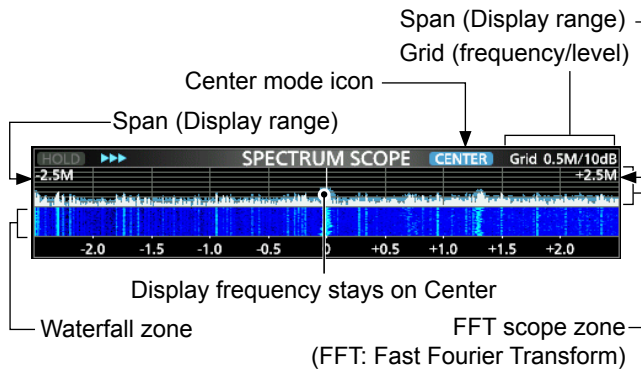 Span (Display range)
Grid (frequency/level)
Center mode icon
Span (Display range)
HOLD SPECTRUM SCOPE CENTER Grid 0.5M/10dB
-2.5M +2.5M
-2.0 -1.5 -1.0 -0.5 0 +0.5 +1.0 +1.5 +2.0
Display frequency stays on Center
Waterfall zone
FFT scope zone
(FFT: Fast Fourier Transform)